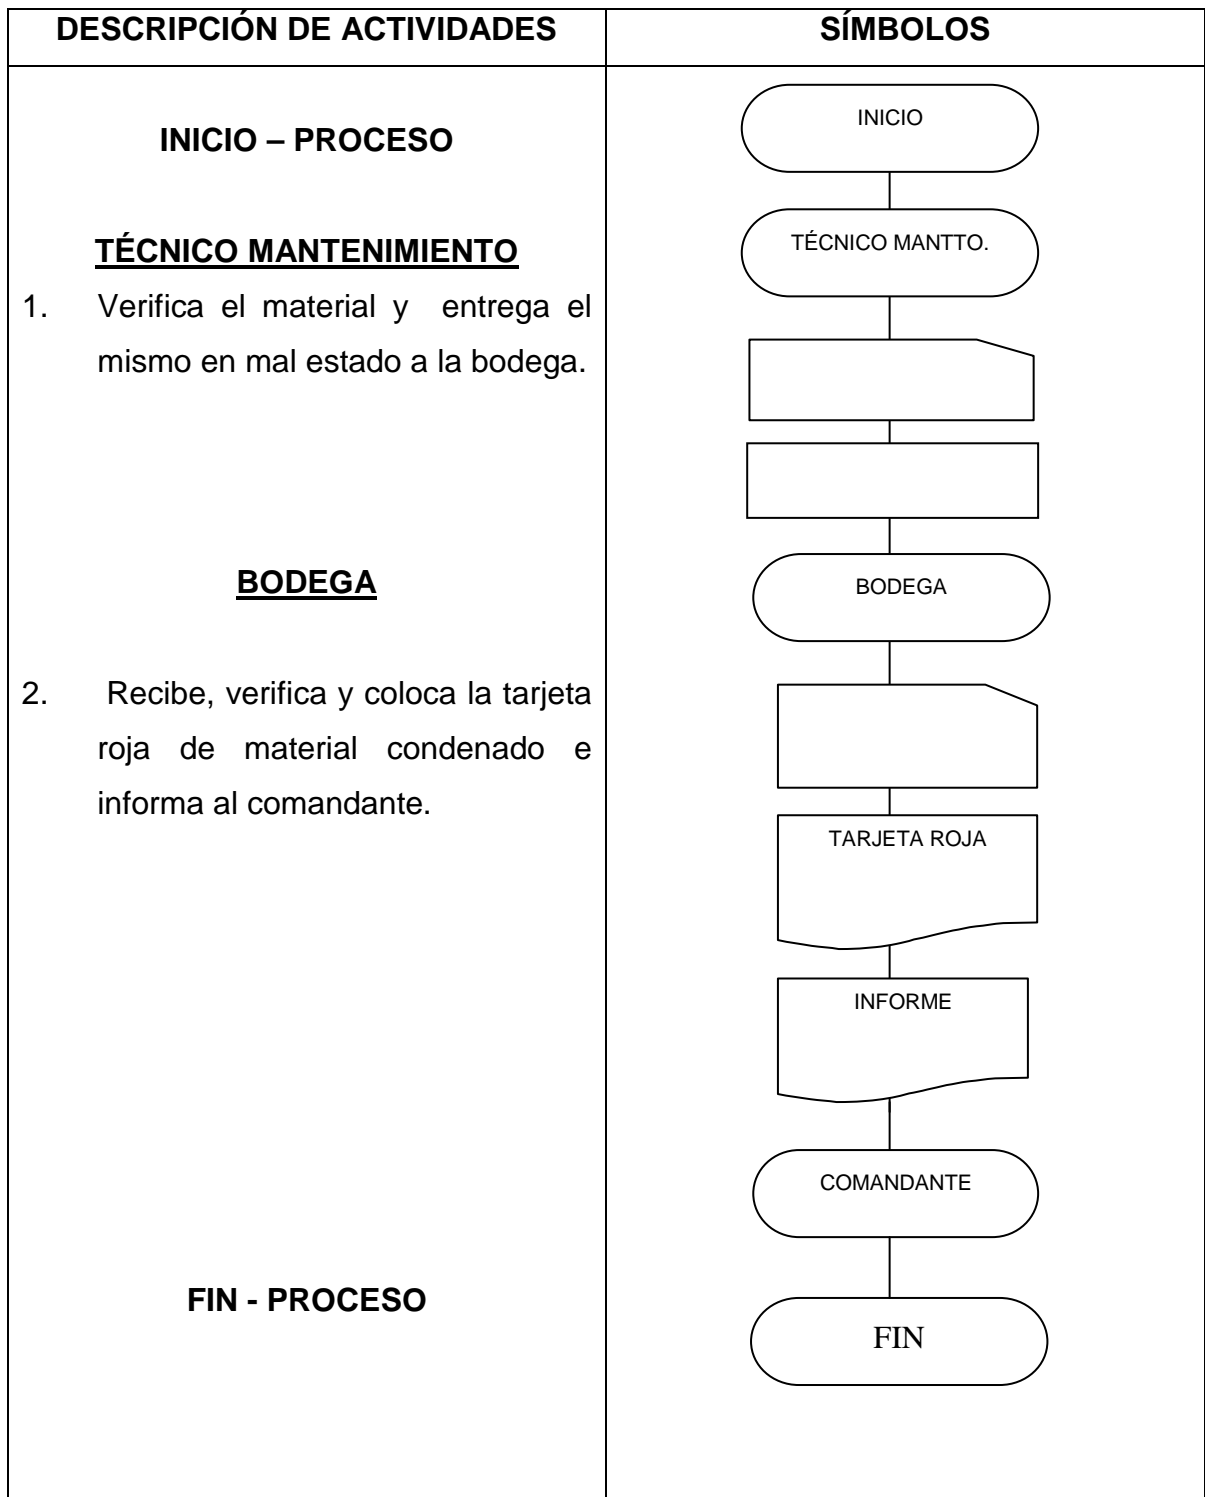 DESCRIPCIÓN DE ACTIVIDADES
SÍMBOLOS
INICIO – PROCESO
TÉCNICO MANTENIMIENTO
1. Verifica el material y entrega el
mismo en mal estado a la bodega.
BODEGA
2. Recibe, verifica y coloca la tarjeta
roja de material condenado e
informa al comandante.
FIN - PROCESO
INICIO
TÉCNICO MANTTO.
BODEGA
TARJETA ROJA
INFORME
COMANDANTE
FIN